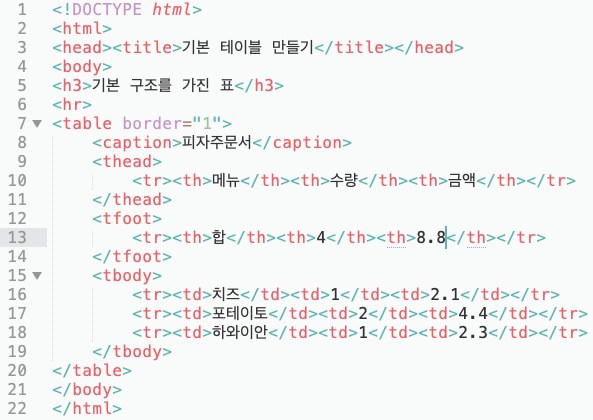 1 <!DOCTYPE html>
2 <html>
3 <head><title>기본 테이블 만들기</title></head>
4 <body>
5 <h3>기본 구조를 가진 표</h3>
6 <hr>
7 <table border="1">
8 <caption>피자주문서</caption>
9 <thead>
10 <tr><th>메뉴</th><th>수량</th><th>금액</th></tr>
11 </thead>
12 <tfoot>
13 <tr><th>합</th><th>4</th><th>8.8</th></tr>
14 </tfoot>
15 <tbody>
16 <tr><td>치즈</td><td>1</td><td>2.1</td></tr>
17 <tr><td>포테이토</td><td>2</td><td>4.4</td></tr>
18 <tr><td>하와이안</td><td>1</td><td>2.3</td></tr>
19 </tbody>
20 </table>
21 </body>
22 </html>